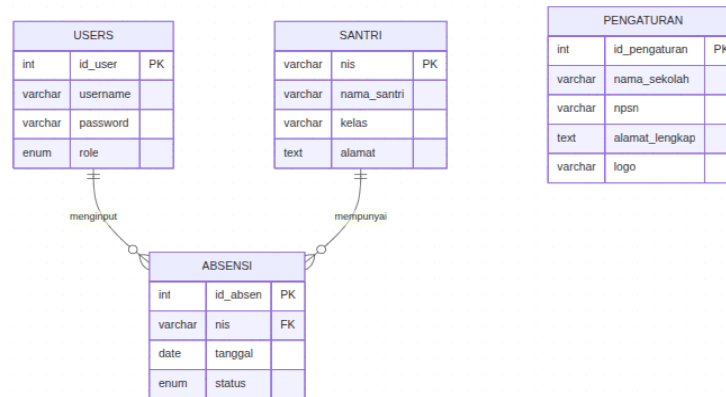 USERS
int id_user PK
varchar username
varchar password
enum role
SANTRI
varchar nis PK
varchar nama_santri
varchar kelas
text alamat
PENGATURAN
int id_pengaturan PK
varchar nama_sekolah
varchar npsn
text alamat_lengkap
varchar logo
menginput
mempunyai
ABSENSI
int id_absen PK
varchar nis FK
date tanggal
enum status